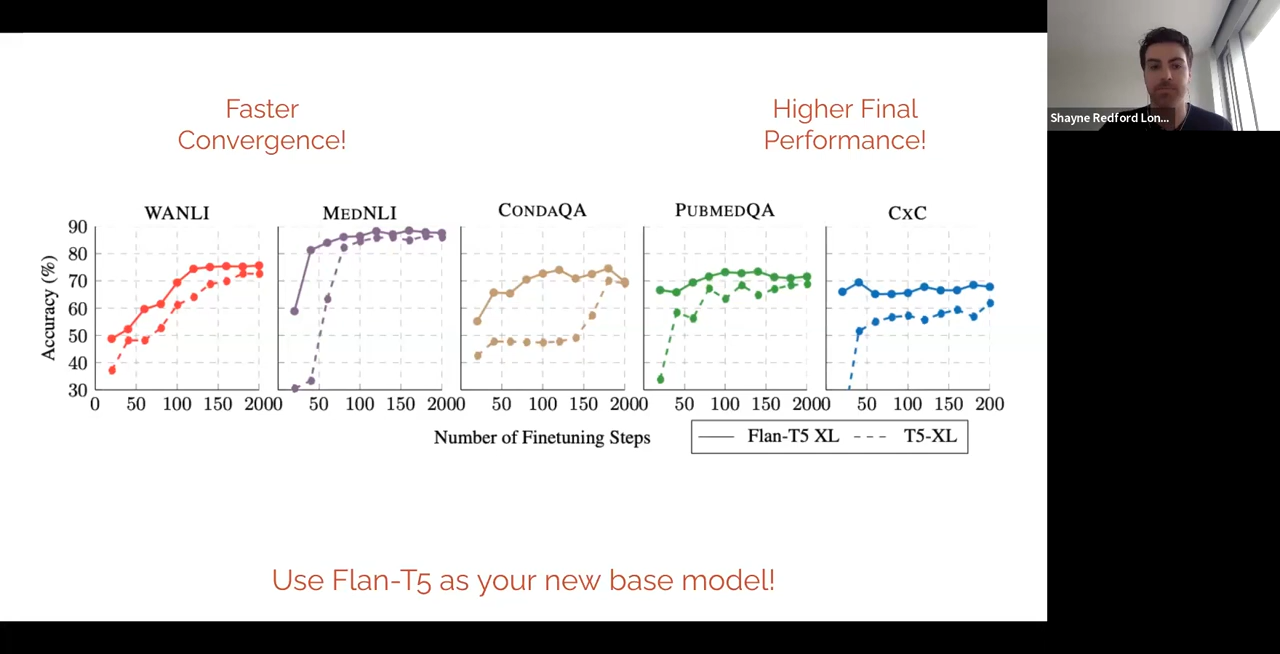 Faster
Convergence!
Higher Final
Performance!
Shayne Redford Lon...
WANLI
MEDNLI
CONDAQA
PUBMEDQA
CXC
Accuracy (%)
90
80
70
60
50
40
30
0 50 100 150 2000 50 100 150 2000 50 100 150 2000 50 100 150 2000 50 100 150 200
Number of Finetuning Steps
Flan-T5 XL T5-XL
Use Flan-T5 as your new base model!